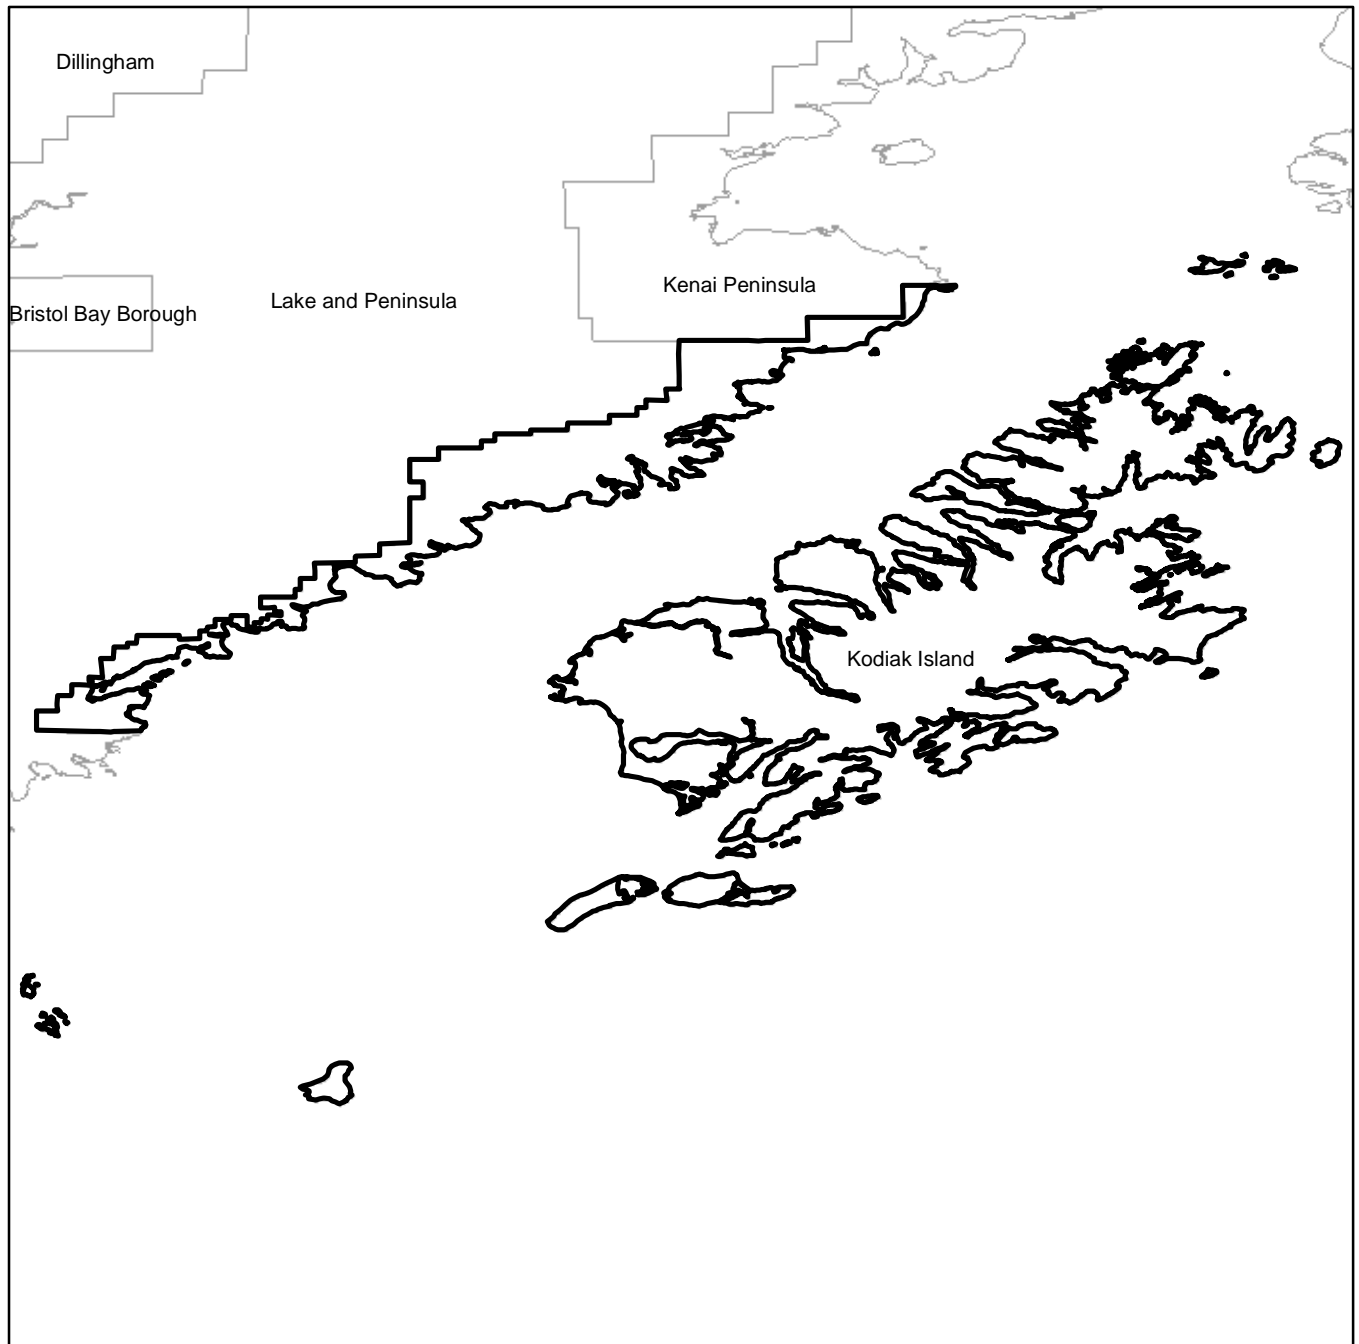 Dillingham
Kenai Peninsula
Lake and Peninsula
Bristol Bay Borough
Kodiak Island